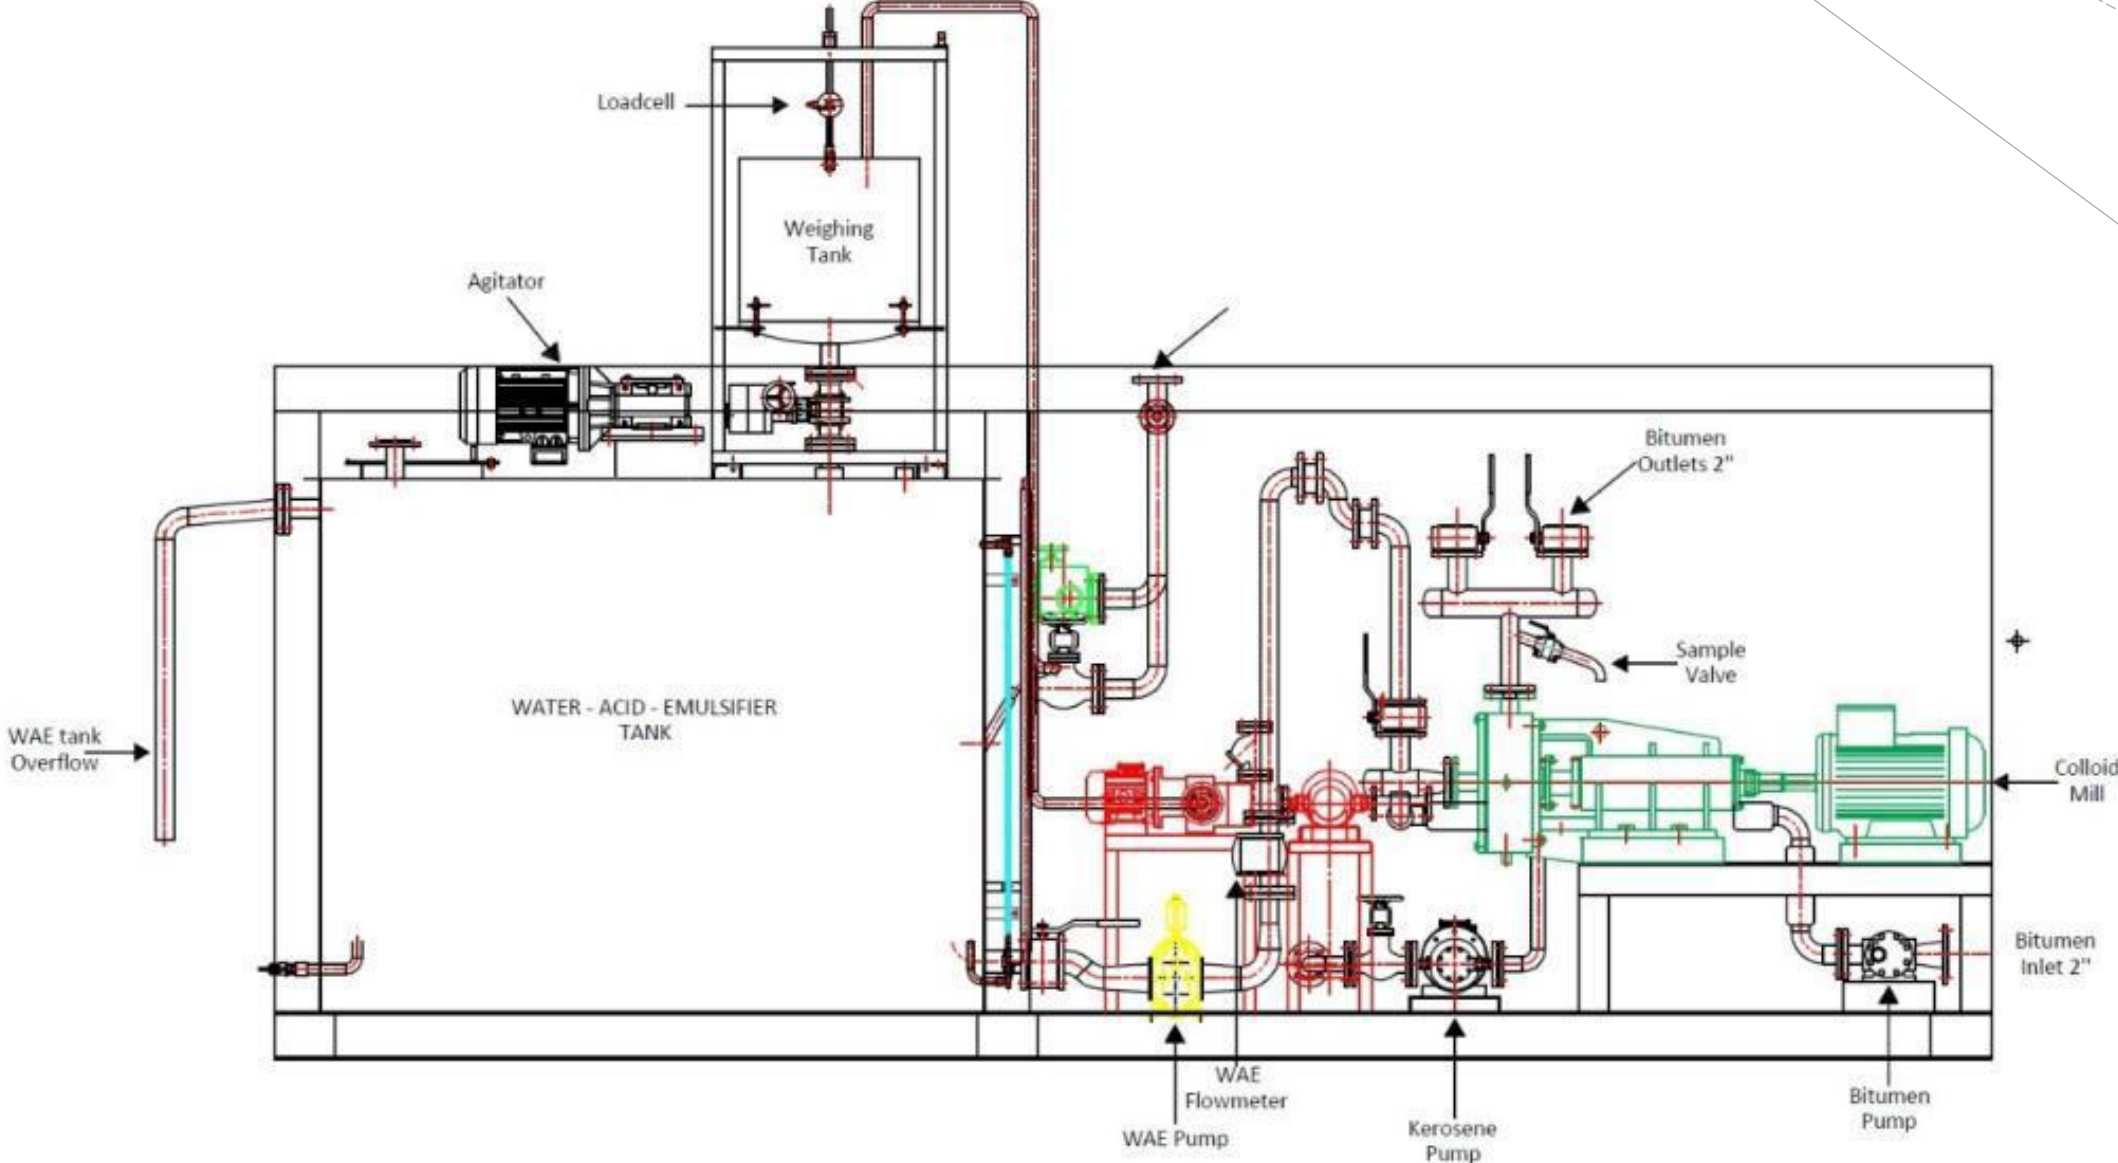 Loadcell
Weighing
Tank
Agitator
Bitumen
Outlets 2"
Sample
Valve
WATER - ACID - EMULSIFIER
TANK
WAE tank
Overflow
Colloid
Mill
Bitumen
Inlet 2"
WAE
Flowmeter
WAE Pump
Kerosene
Pump
Bitumen
Pump